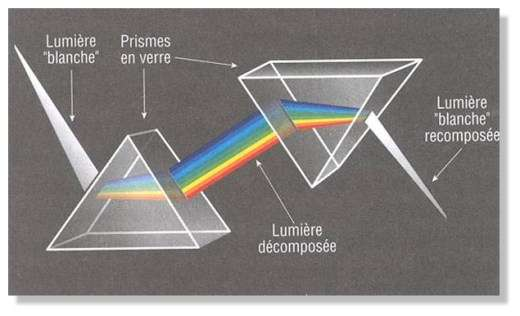 Lumière
"blanche"
Prismes
en verre
Lumière
"blanche"
recomposée
Lumière
décomposée